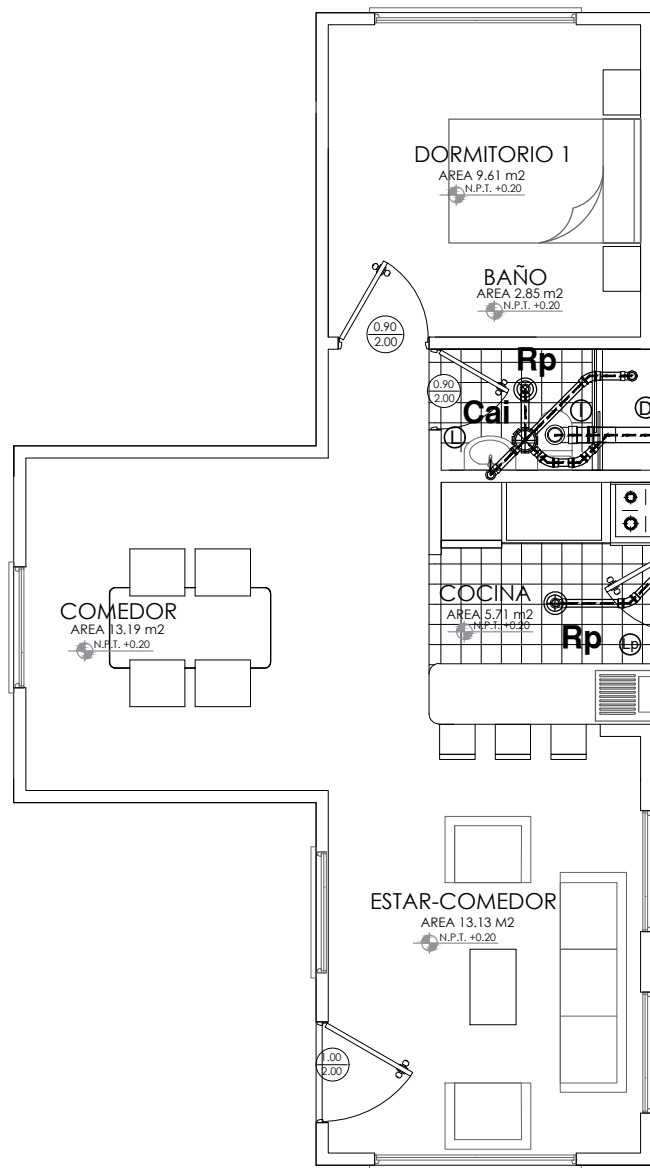 DORMITORIO 1
AREA 9.61 m2
N.P.T. +0.20
BAÑO
AREA 2.85 m2
N.P.T. +0.20
0.90
2.00
Rp
0.90
2.00
Cai
L
I
D
COCINA
AREA 5.71 m2
N.P.T. +0.20
Rp
Lp
COMEDOR
AREA 13.19 m2
N.P.T. +0.20
ESTAR-COMEDOR
AREA 13.13 M2
N.P.T. +0.20
1.00
2.00